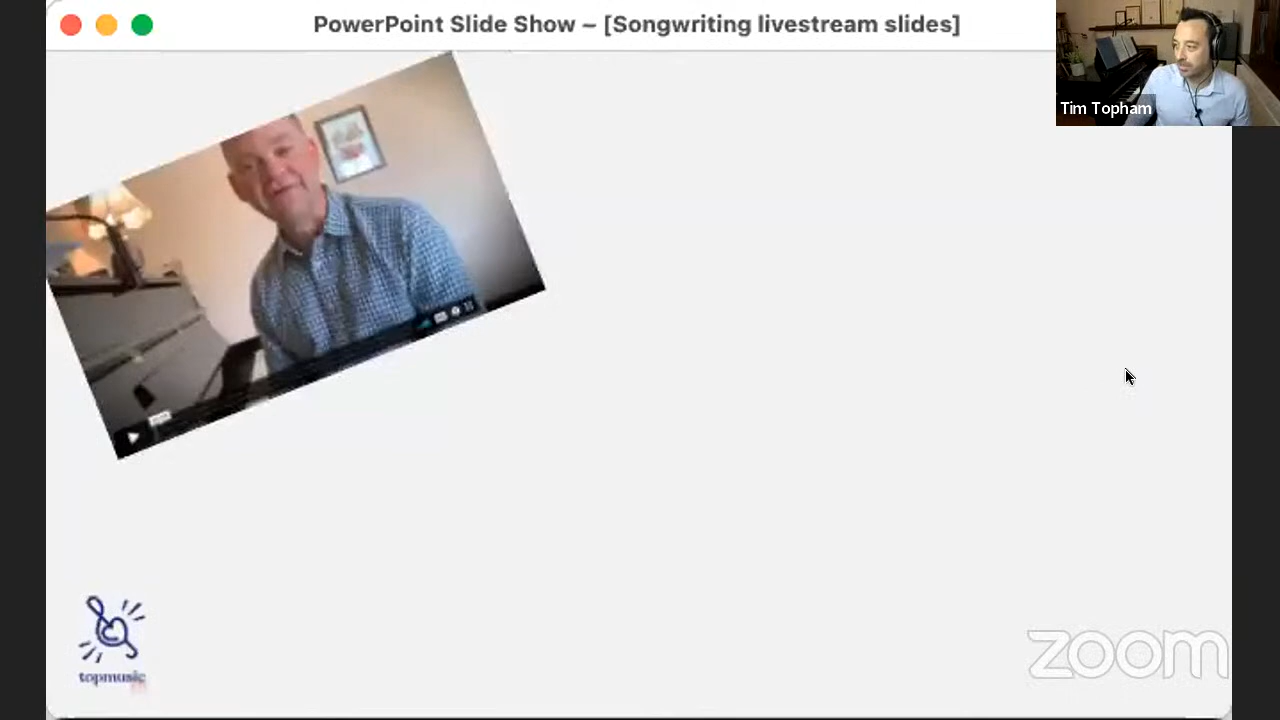 PowerPoint Slide Show – [Songwriting livestream slides]
Tim Topham
topmusic
zoom